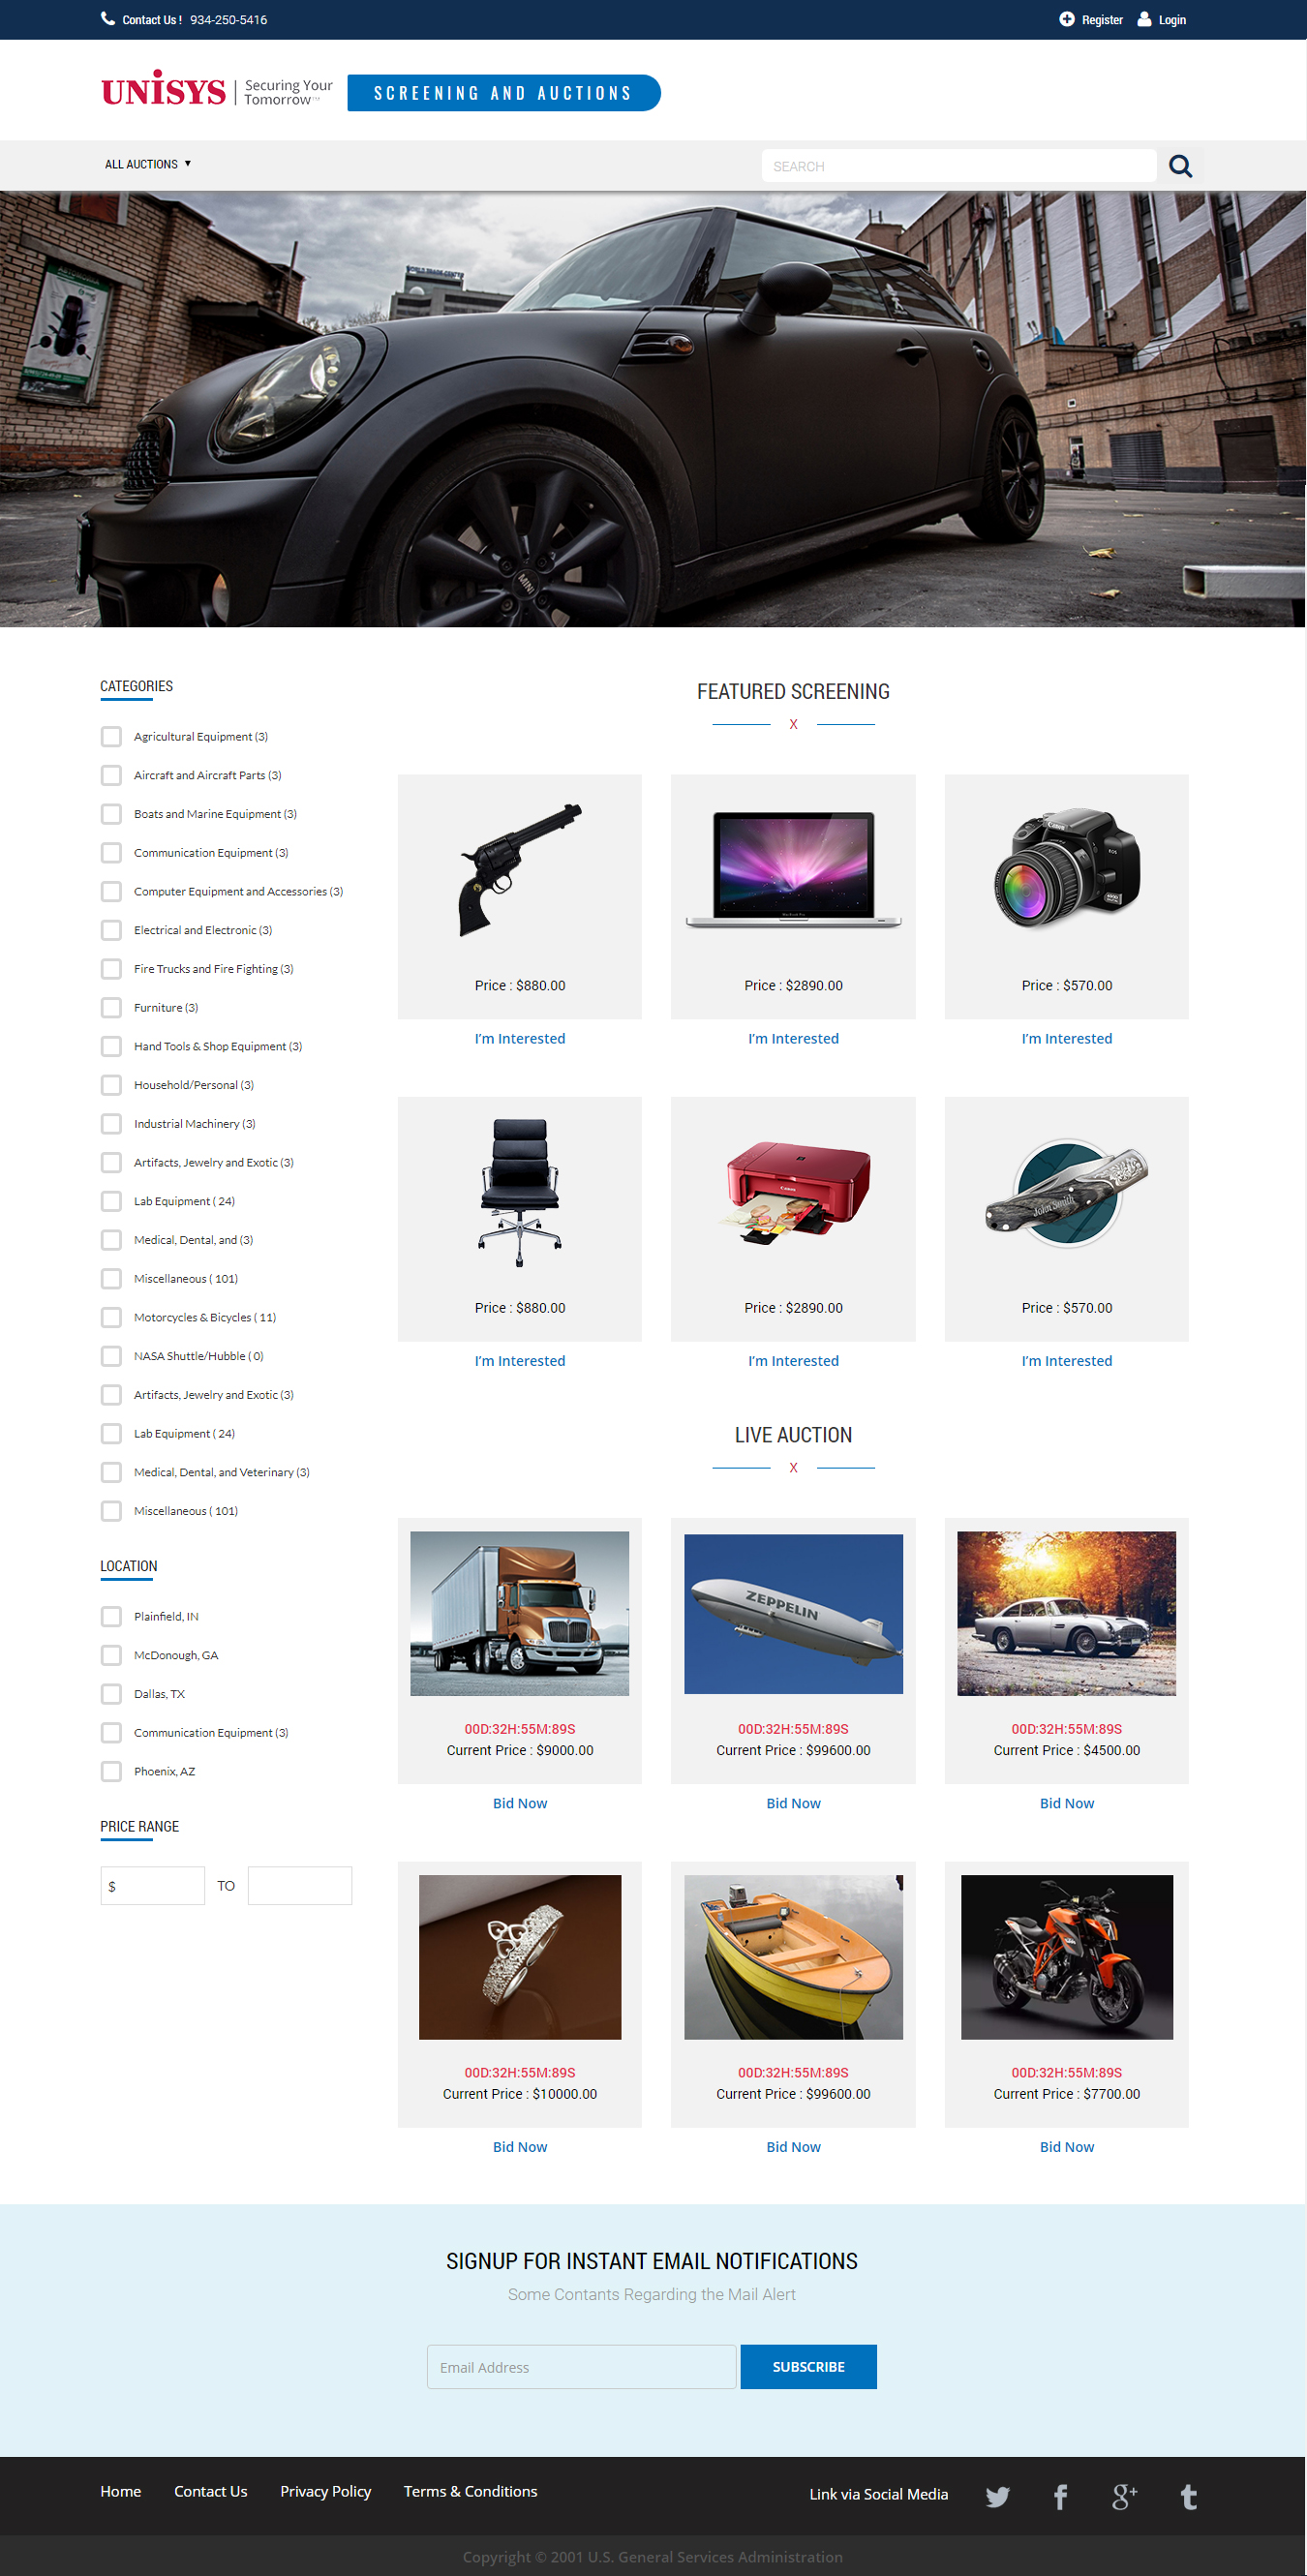 Contact Us ! 934-250-5416
Register Login
UNISYS Securing Your Tomorrow™
SCREENING AND AUCTIONS
ALL AUCTIONS ▼
SEARCH
WORLD TRADE CENTER
MINI
CATEGORIES
Agricultural Equipment (3)
Aircraft and Aircraft Parts (3)
Boats and Marine Equipment (3)
Communication Equipment (3)
Computer Equipment and Accessories (3)
Electrical and Electronic (3)
Fire Trucks and Fire Fighting (3)
Furniture (3)
Hand Tools & Shop Equipment (3)
Household/Personal (3)
Industrial Machinery (3)
Artifacts, Jewelry and Exotic (3)
Lab Equipment ( 24)
Medical, Dental, and (3)
Miscellaneous ( 101)
Motorcycles & Bicycles ( 11)
NASA Shuttle/Hubble ( 0)
Artifacts, Jewelry and Exotic (3)
Lab Equipment ( 24)
Medical, Dental, and Veterinary (3)
Miscellaneous ( 101)
LOCATION
Plainfield, IN
McDonough, GA
Dallas, TX
Communication Equipment (3)
Phoenix, AZ
PRICE RANGE
$ TO
FEATURED SCREENING
X
Canon
EOS
Price : $880.00
Price : $2890.00
Price : $570.00
I'm Interested
I'm Interested
I'm Interested
Canon
John Smith
Price : $880.00
Price : $2890.00
Price : $570.00
I'm Interested
I'm Interested
I'm Interested
LIVE AUCTION
X
ZEPPELIN
00D:32H:55M:89S
00D:32H:55M:89S
00D:32H:55M:89S
Current Price : $9000.00
Current Price : $99600.00
Current Price : $4500.00
Bid Now
Bid Now
Bid Now
00D:32H:55M:89S
00D:32H:55M:89S
00D:32H:55M:89S
Current Price : $10000.00
Current Price : $99600.00
Current Price : $7700.00
Bid Now
Bid Now
Bid Now
SIGNUP FOR INSTANT EMAIL NOTIFICATIONS
Some Contants Regarding the Mail Alert
Email Address SUBSCRIBE
Home Contact Us Privacy Policy Terms & Conditions
Link via Social Media
Copyright © 2001 U.S. General Services Administration